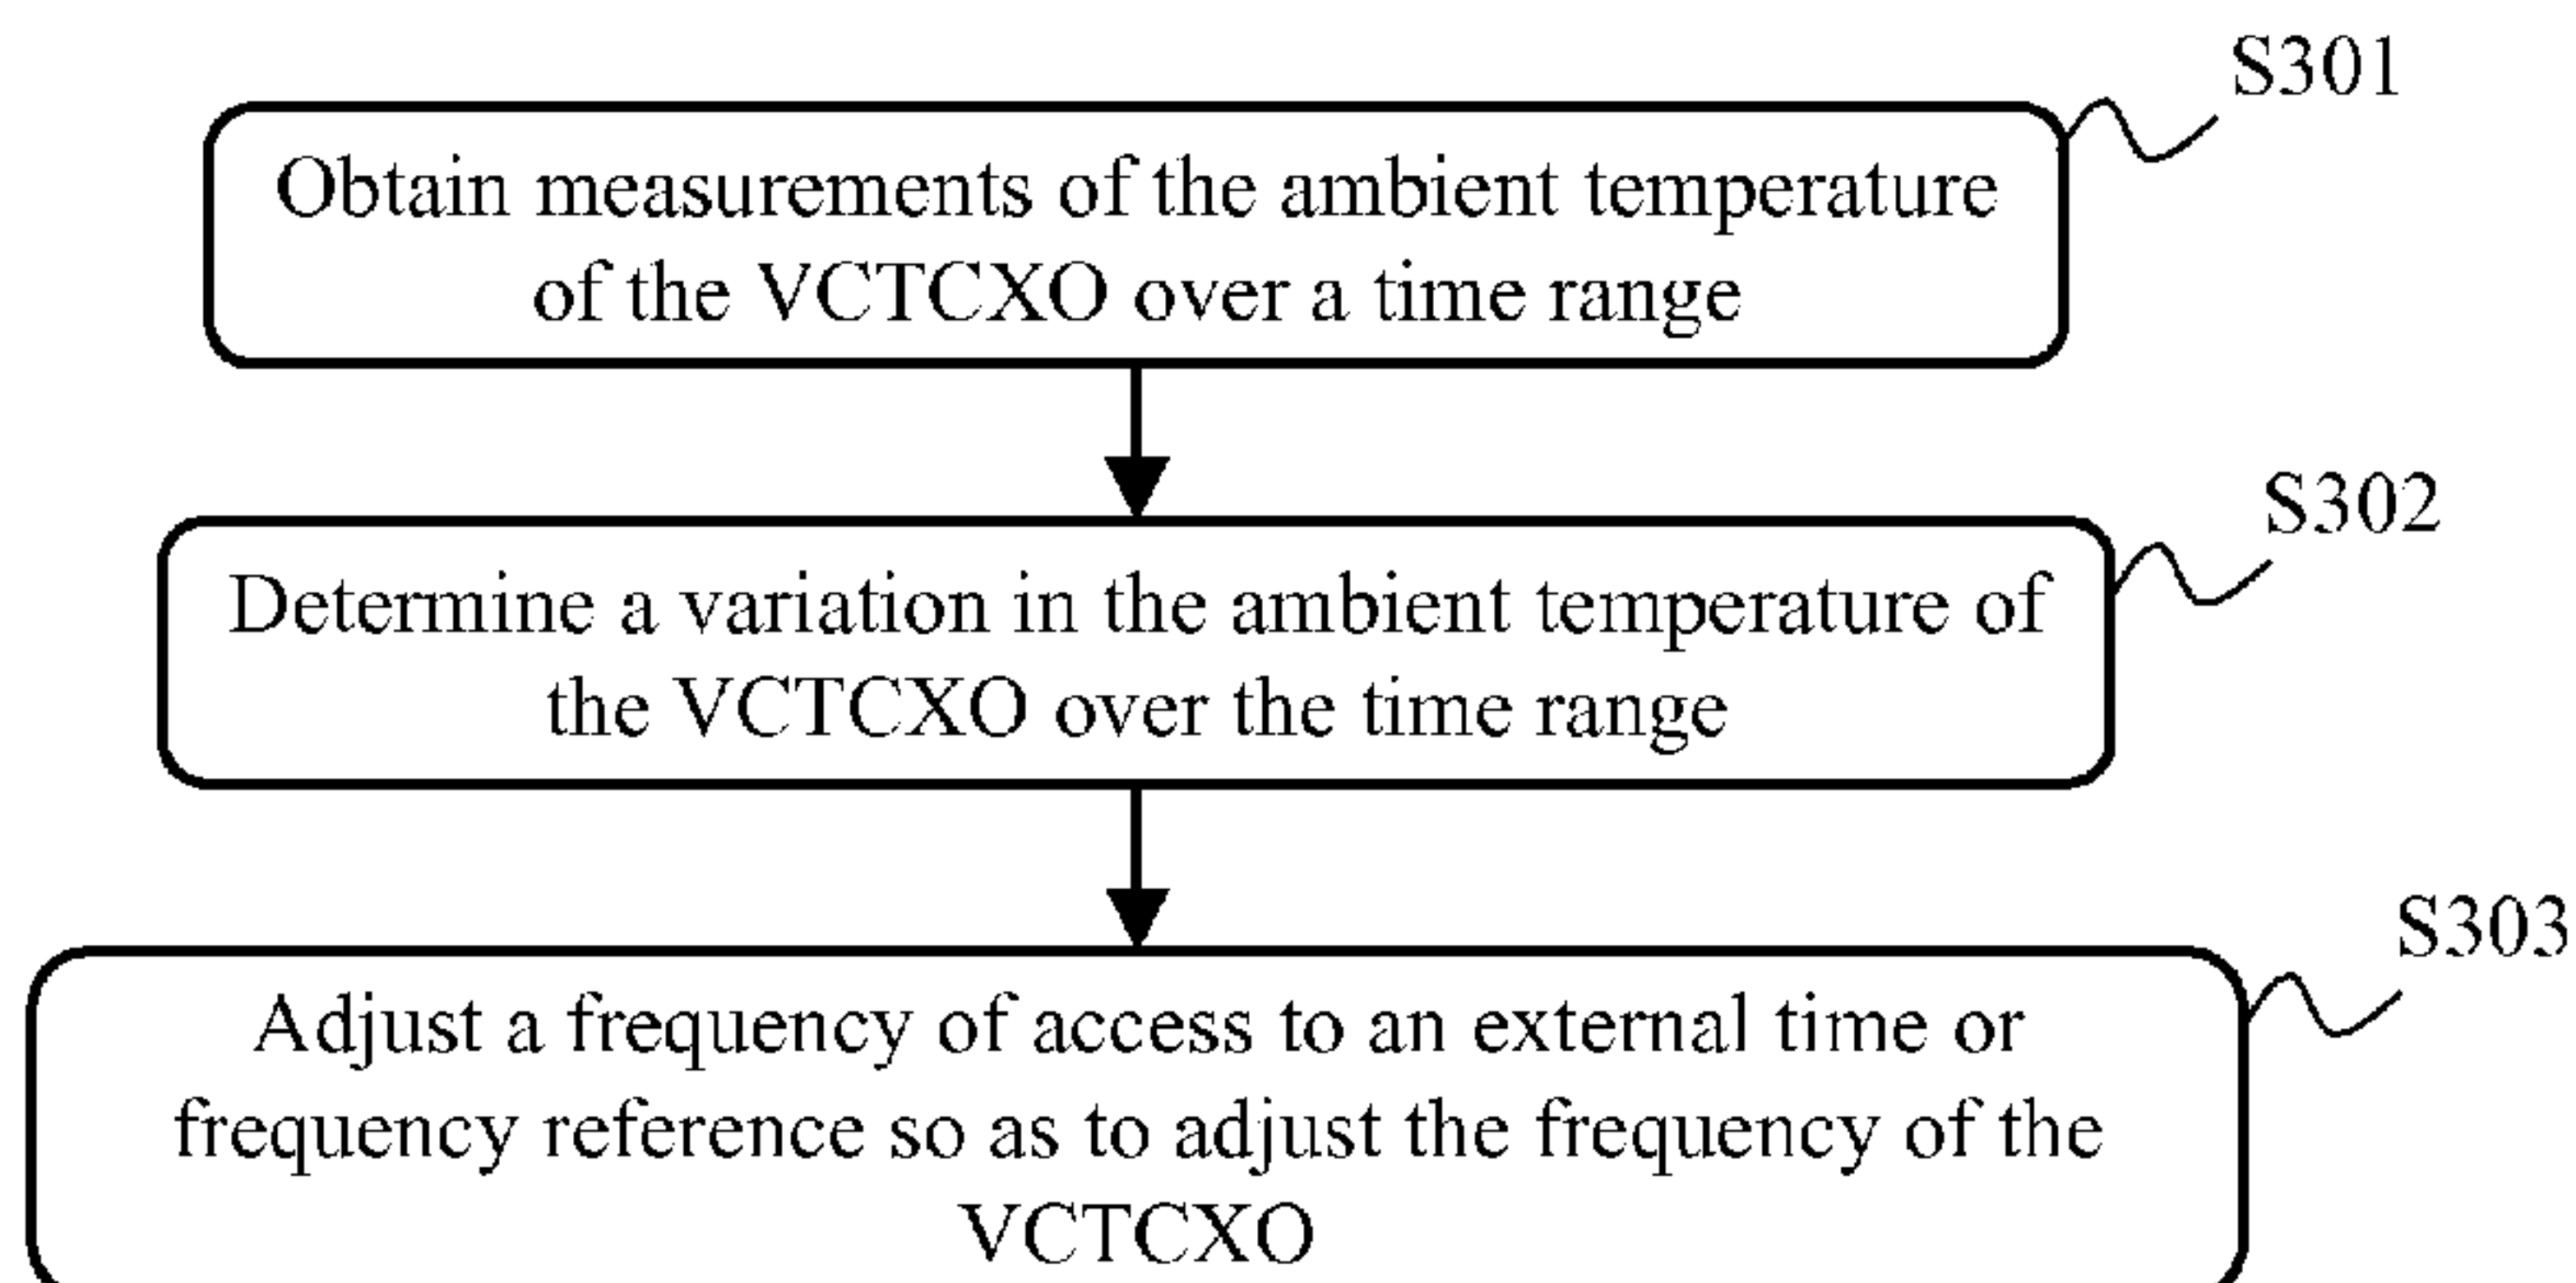 S301
Obtain measurements of the ambient temperature
of the VCTCXO over a time range
S302
Determine a variation in the ambient temperature of
the VCTCXO over the time range
S303
Adjust a frequency of access to an external time or
frequency reference so as to adjust the frequency of the
VCTCXO